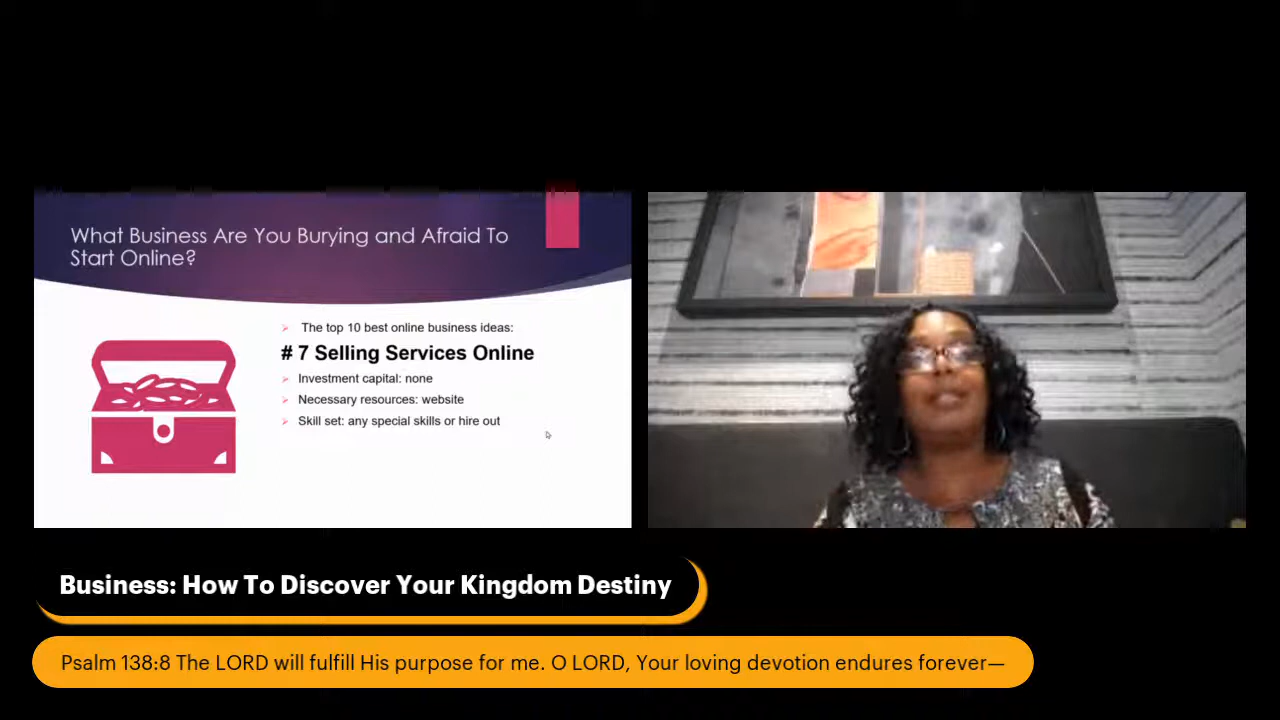 What Business Are You Burying and Afraid To
Start Online?
The top 10 best online business ideas:
# 7 Selling Services Online
Investment capital: none
Necessary resources: website
Skill set: any special skills or hire out
Business: How To Discover Your Kingdom Destiny
Psalm 138:8 The LORD will fulfill His purpose for me. O LORD, Your loving devotion endures forever—